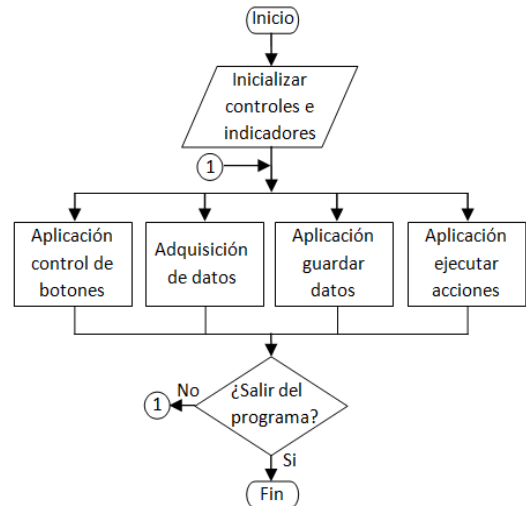 Inicio
Inicializar
controles e
indicadores
1
Aplicación
control de
botones
Adquisición
de datos
Aplicación
guardar
datos
Aplicación
ejecutar
acciones
¿Salir del
programa?
No
1
Si
Fin